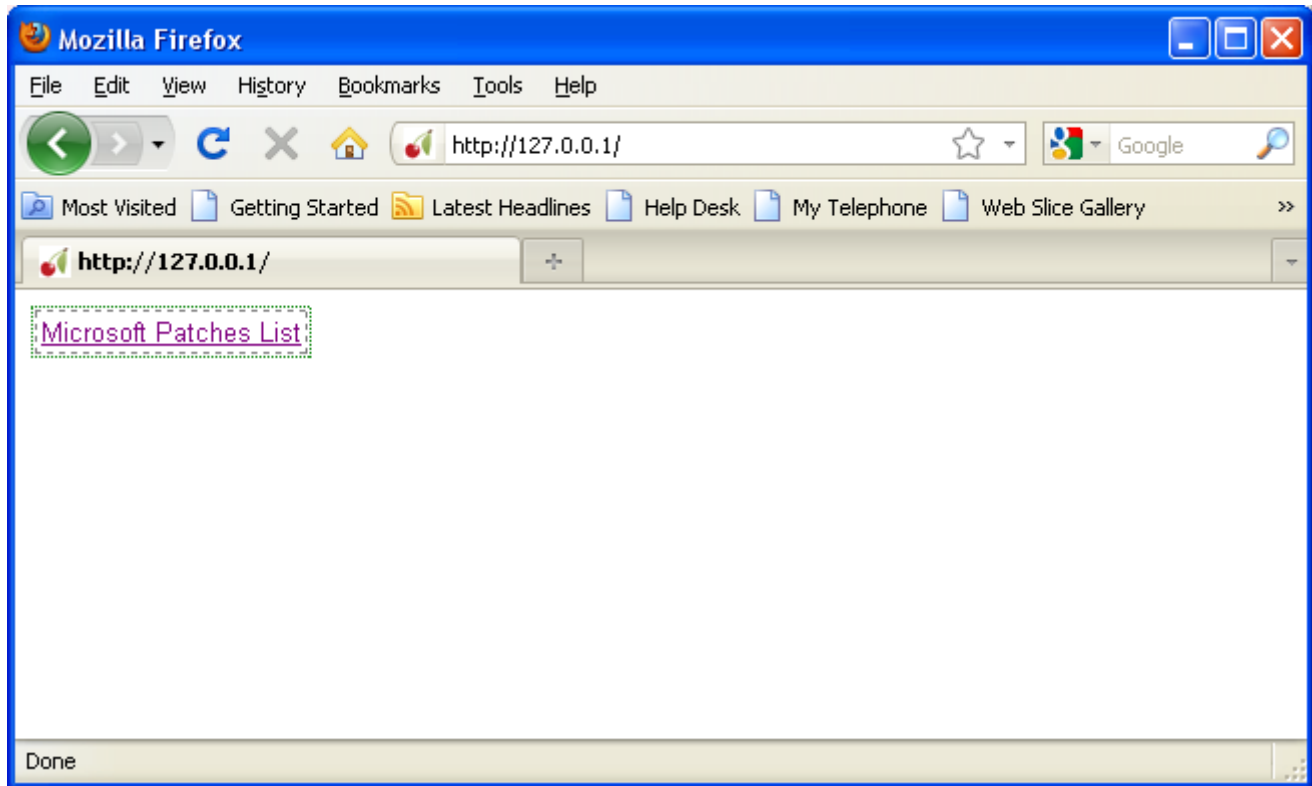 Mozilla Firefox
File Edit View History Bookmarks Tools Help
http://127.0.0.1/ Google
Most Visited Getting Started Latest Headlines Help Desk My Telephone Web Slice Gallery »
http://127.0.0.1/
Microsoft Patches List
Done